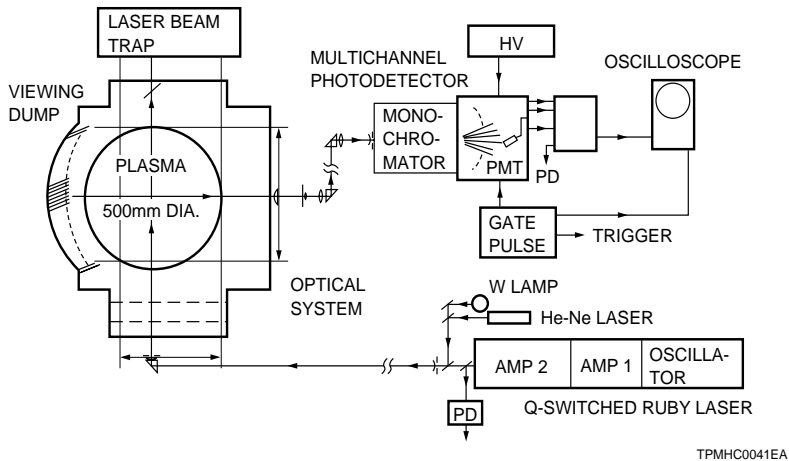 LASER BEAM
TRAP
VIEWING
DUMP
PLASMA
500mm DIA.
MULTICHANNEL
PHOTODETECTOR
HV
OSCILLOSCOPE
MONO-
CHRO-
MATOR
PMT
PD
GATE
PULSE
TRIGGER
OPTICAL
SYSTEM
W LAMP
He-Ne LASER
AMP 2
AMP 1
OSCILLA-
TOR
PD
Q-SWITCHED RUBY LASER
TPMHC0041EA